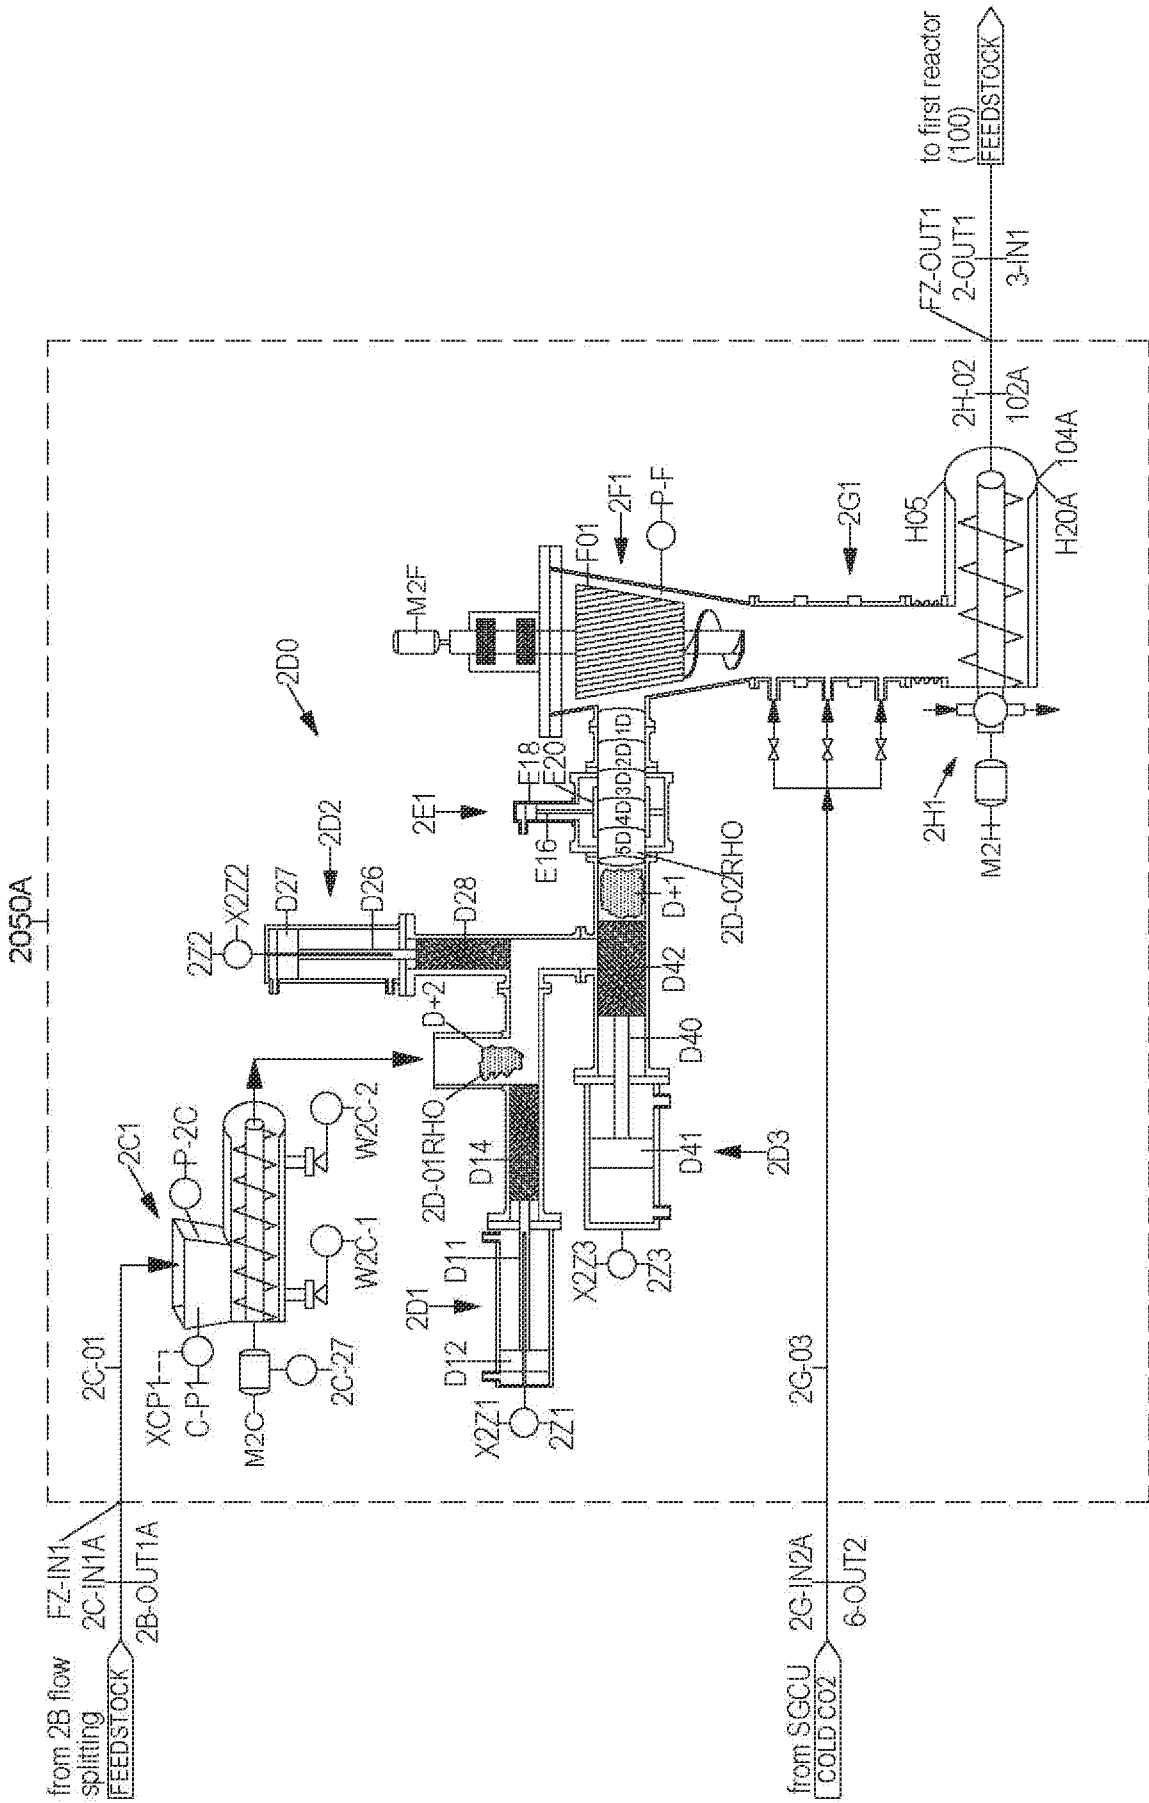 2050A
from 2B flow
splitting
FEEDSTOCK
FZ-IN1
2C-IN1A
2B-OUT1A
2C-01
XCP1
C-P1
M2C
2C-27
2C1
P-2C
W2C-1
W2C-2
2Z2
X2Z2
D27
D26
2D2
D28
2D0
M2F
2E1
E18
E20
E16
F01
2F1
P-F
2G1
D+2
2D-01RHO
D14
D11
2D1
D12
X2Z1
2Z1
5D
4D
3D
2D
1D
2D-02RHO
D+1
D42
D40
D41
2D3
X2Z3
2Z3
2G-03
from SGCU
COLD CO2
2G-IN2A
6-OUT2
2H1
M2H
H05
H20A
104A
2H-02
102A
FZ-OUT1
2-OUT1
3-IN1
to first reactor
(100)
FEEDSTOCK